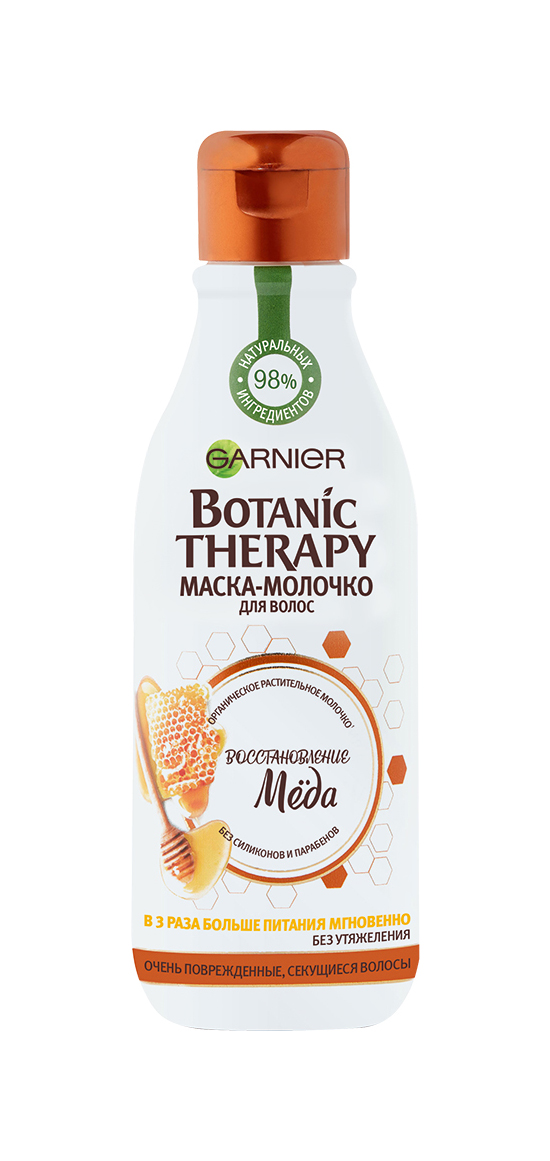 НАТУРАЛЬНЫХ
98%
ИНГРЕДИЕНТОВ
GARNIER
BOTANIC
THERAPY
МАСКА-МОЛОЧКО
ДЛЯ ВОЛОС
ОРГАНИЧЕСКОЕ РАСТИТЕЛЬНОЕ МОЛОЧКО*
ВОССТАНОВЛЕНИЕ
Мёда
БЕЗ СИЛИКОНОВ И ПАРАБЕНОВ
В 3 РАЗА БОЛЬШЕ ПИТАНИЯ МГНОВЕННО
БЕЗ УТЯЖЕЛЕНИЯ
ОЧЕНЬ ПОВРЕЖДЕННЫЕ, СЕКУЩИЕСЯ ВОЛОСЫ